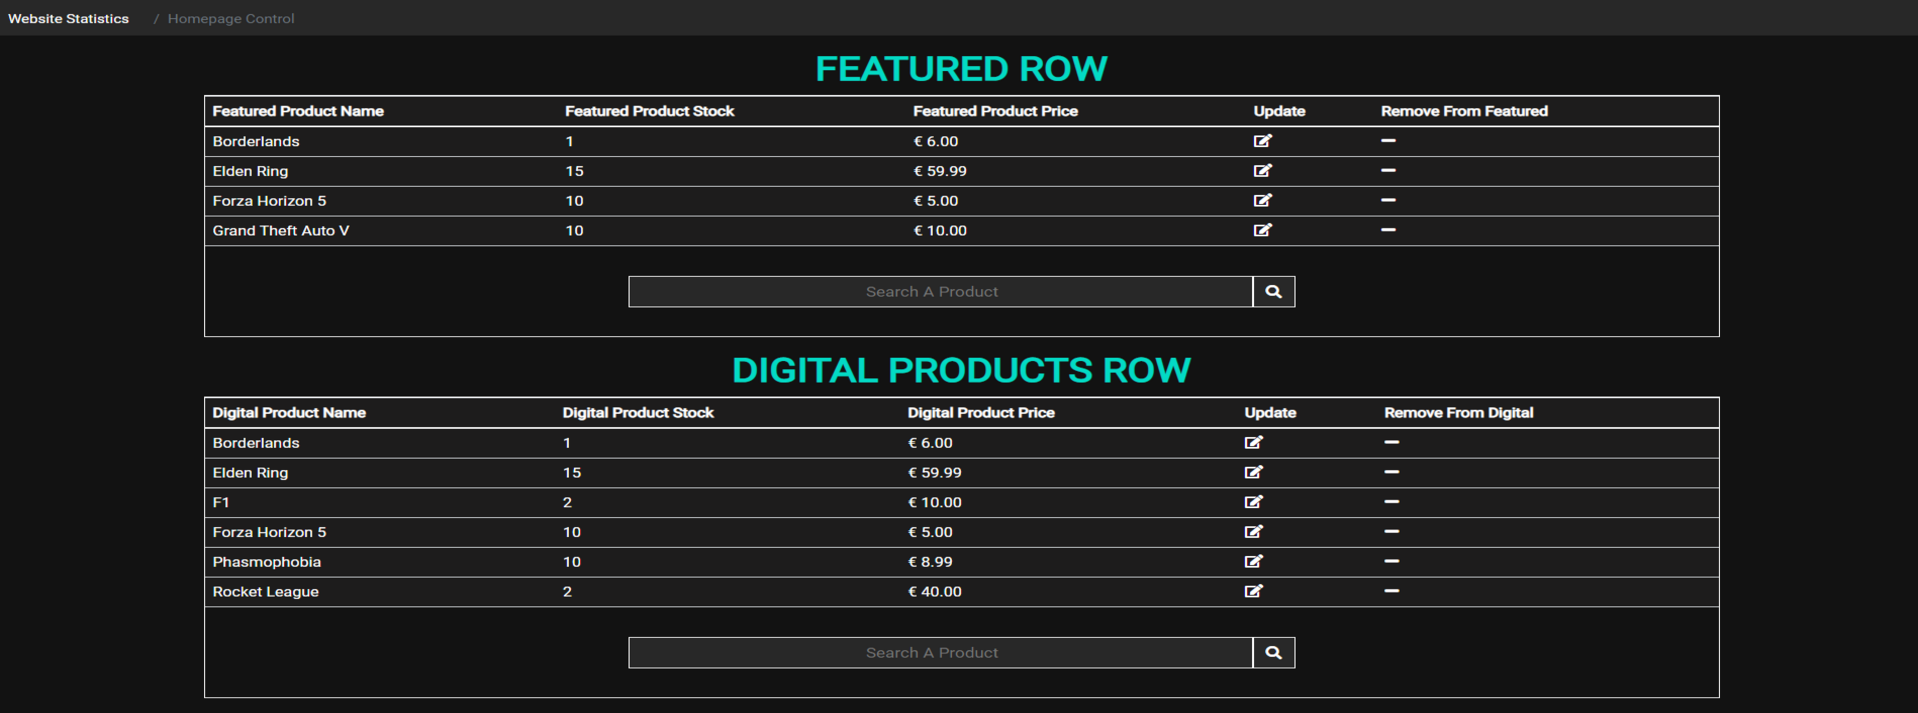 Website Statistics / Homepage Control
FEATURED ROW
Featured Product Name Featured Product Stock Featured Product Price Update Remove From Featured
Borderlands 1 € 6.00
Elden Ring 15 € 59.99
Forza Horizon 5 10 € 5.00
Grand Theft Auto V 10 € 10.00
Search A Product
DIGITAL PRODUCTS ROW
Digital Product Name Digital Product Stock Digital Product Price Update Remove From Digital
Borderlands 1 € 6.00
Elden Ring 15 € 59.99
F1 2 € 10.00
Forza Horizon 5 10 € 5.00
Phasmophobia 10 € 8.99
Rocket League 2 € 40.00
Search A Product